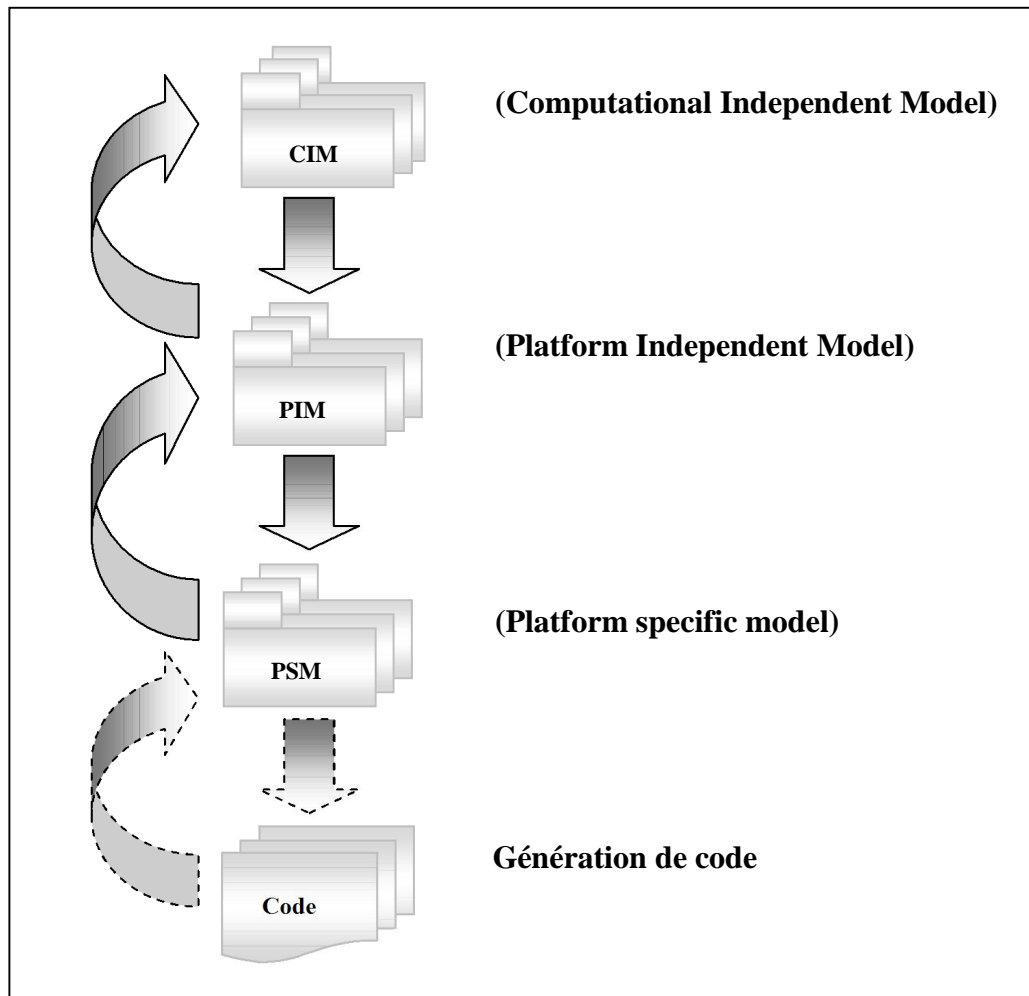 (Computational Independent Model)
CIM
(Platform Independent Model)
PIM
(Platform specific model)
PSM
Génération de code
Code